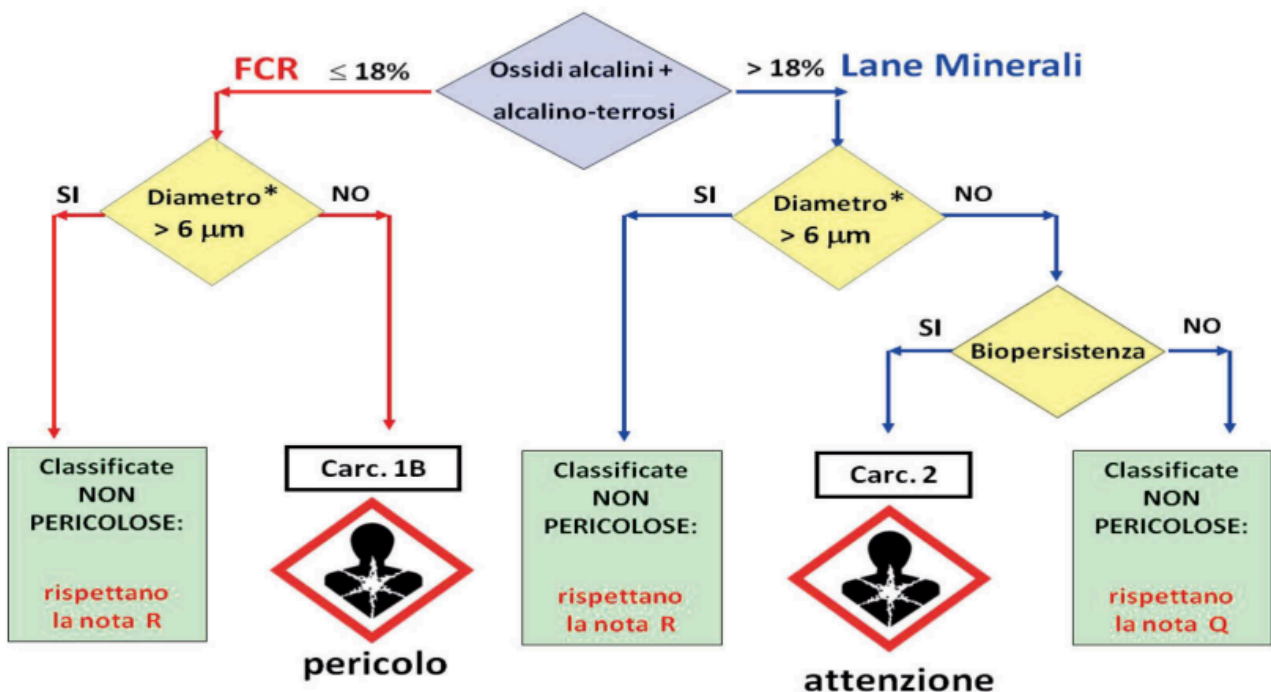 FCR ≤ 18%
Ossidi alcalini +
alcalino-terrosi
> 18% Lane Minerali
SI
Diametro*
> 6 μm
NO
SI
Diametro*
> 6 μm
NO
SI
Biopersistenza
NO
Classificate
NON
PERICOLOSE:
rispettano
la nota R
Carc. 1B
pericolo
Classificate
NON
PERICOLOSE:
rispettano
la nota R
Carc. 2
attenzione
Classificate
NON
PERICOLOSE:
rispettano
la nota Q